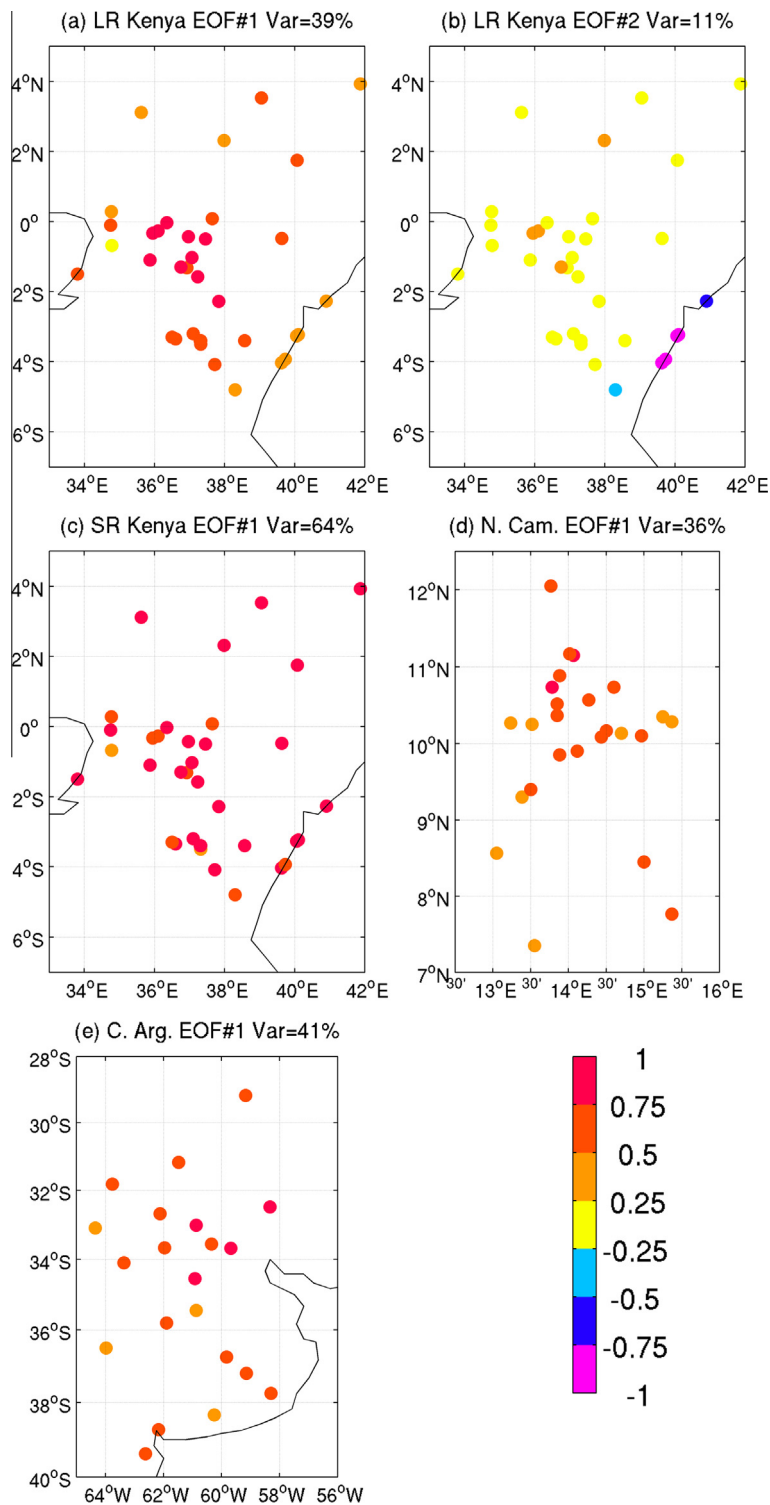 (a) LR Kenya EOF#1 Var=39%
(b) LR Kenya EOF#2 Var=11%
4°N
2°N
0°
2°S
4°S
6°S
34°E 36°E 38°E 40°E 42°E
4°N
2°N
0°
2°S
4°S
6°S
34°E 36°E 38°E 40°E 42°E
(c) SR Kenya EOF#1 Var=64%
(d) N. Cam. EOF#1 Var=36%
4°N
2°N
0°
2°S
4°S
6°S
34°E 36°E 38°E 40°E 42°E
12°N
11°N
10°N
9°N
8°N
7°N
30' 13°E 30' 14°E 30' 15°E 30' 16°E
(e) C. Arg. EOF#1 Var=41%
28°S
30°S
32°S
34°S
36°S
38°S
40°S
64°W 62°W 60°W 58°W 56°W
1
0.75
0.5
0.25
-0.25
-0.5
-0.75
-1